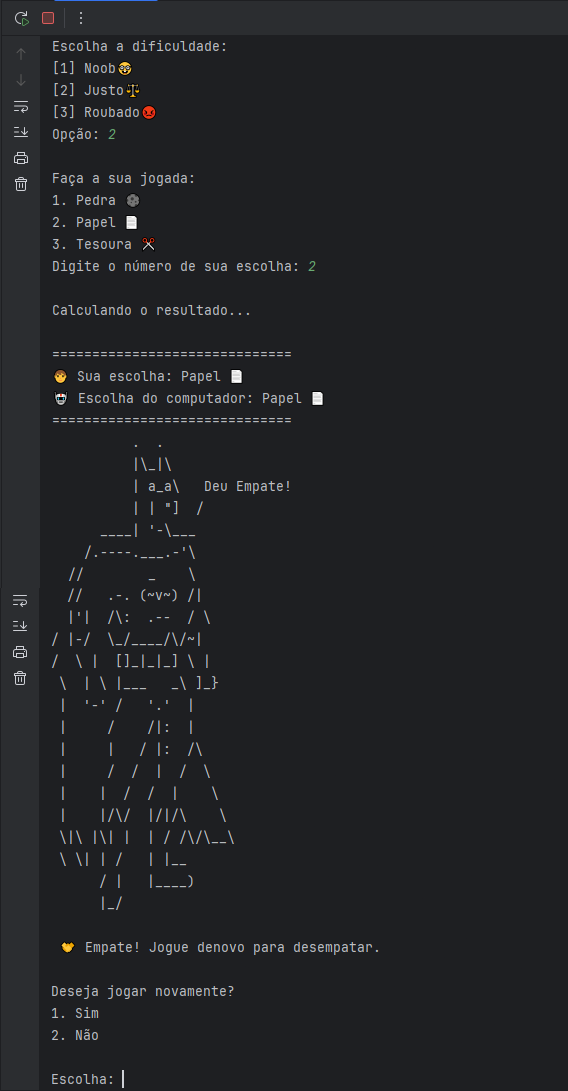 Escolha a dificuldade:
[1] Noob🤓
[2] Justo⚖️
[3] Roubado😡
Opção: 2

Faça a sua jogada:
1. Pedra 🪨
2. Papel 📄
3. Tesoura ✂️
Digite o número de sua escolha: 2

Calculando o resultado...

==============================
🧑 Sua escolha: Papel 📄
🤖 Escolha do computador: Papel 📄
==============================
          .  .
          |\_|\
          | a_a\   Deu Empate!
          | | "]  /
      ____| '-\___
    /.----.___.-'\
  //        _    \
  //   .-. (~v~) /|
  |'|  /\:  .--  / \
/ |-/  \_/____/\/~|
/  \ |  []_|_|_] \ |
 \  | \ |___   _\ ]_}
 |  '-' /   '.'  |
 |     /    /|:  |
 |     |   / |:  /\
 |     /  /  |  /  \
 |    |  /  /  |    \
 |    |/\/  |/|/\    \
 \|\ |\| |  | / /\/\__\
 \ \| | /   | |__
      / |   |____)
      |_/

🤝 Empate! Jogue denovo para desempatar.

Deseja jogar novamente?
1. Sim
2. Não

Escolha: